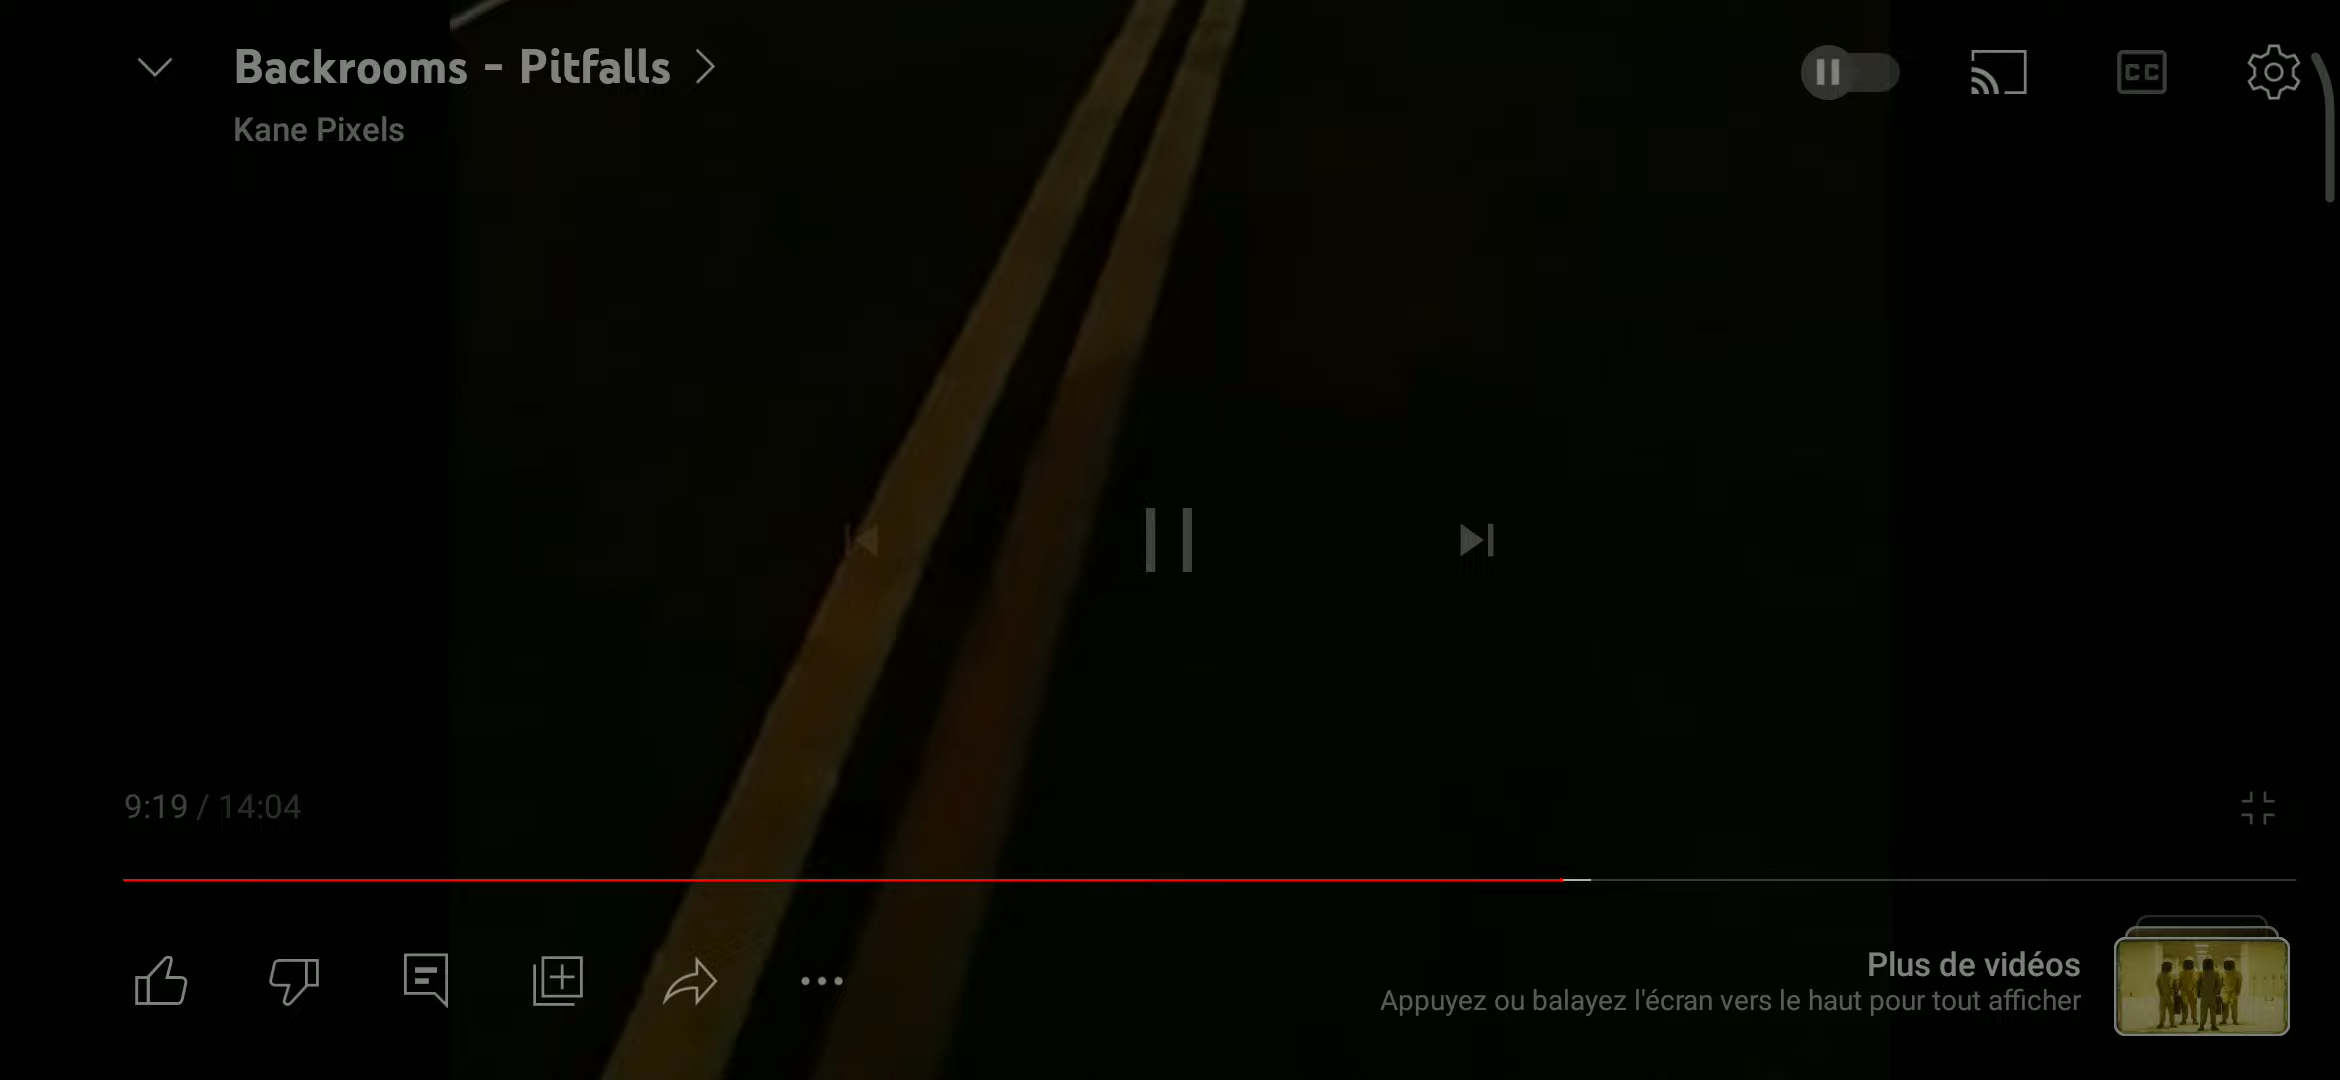 Backrooms - Pitfalls
Kane Pixels
CC
9:19 / 14:04
Plus de vidéos
Appuyez ou balayez l'écran vers le haut pour tout afficher